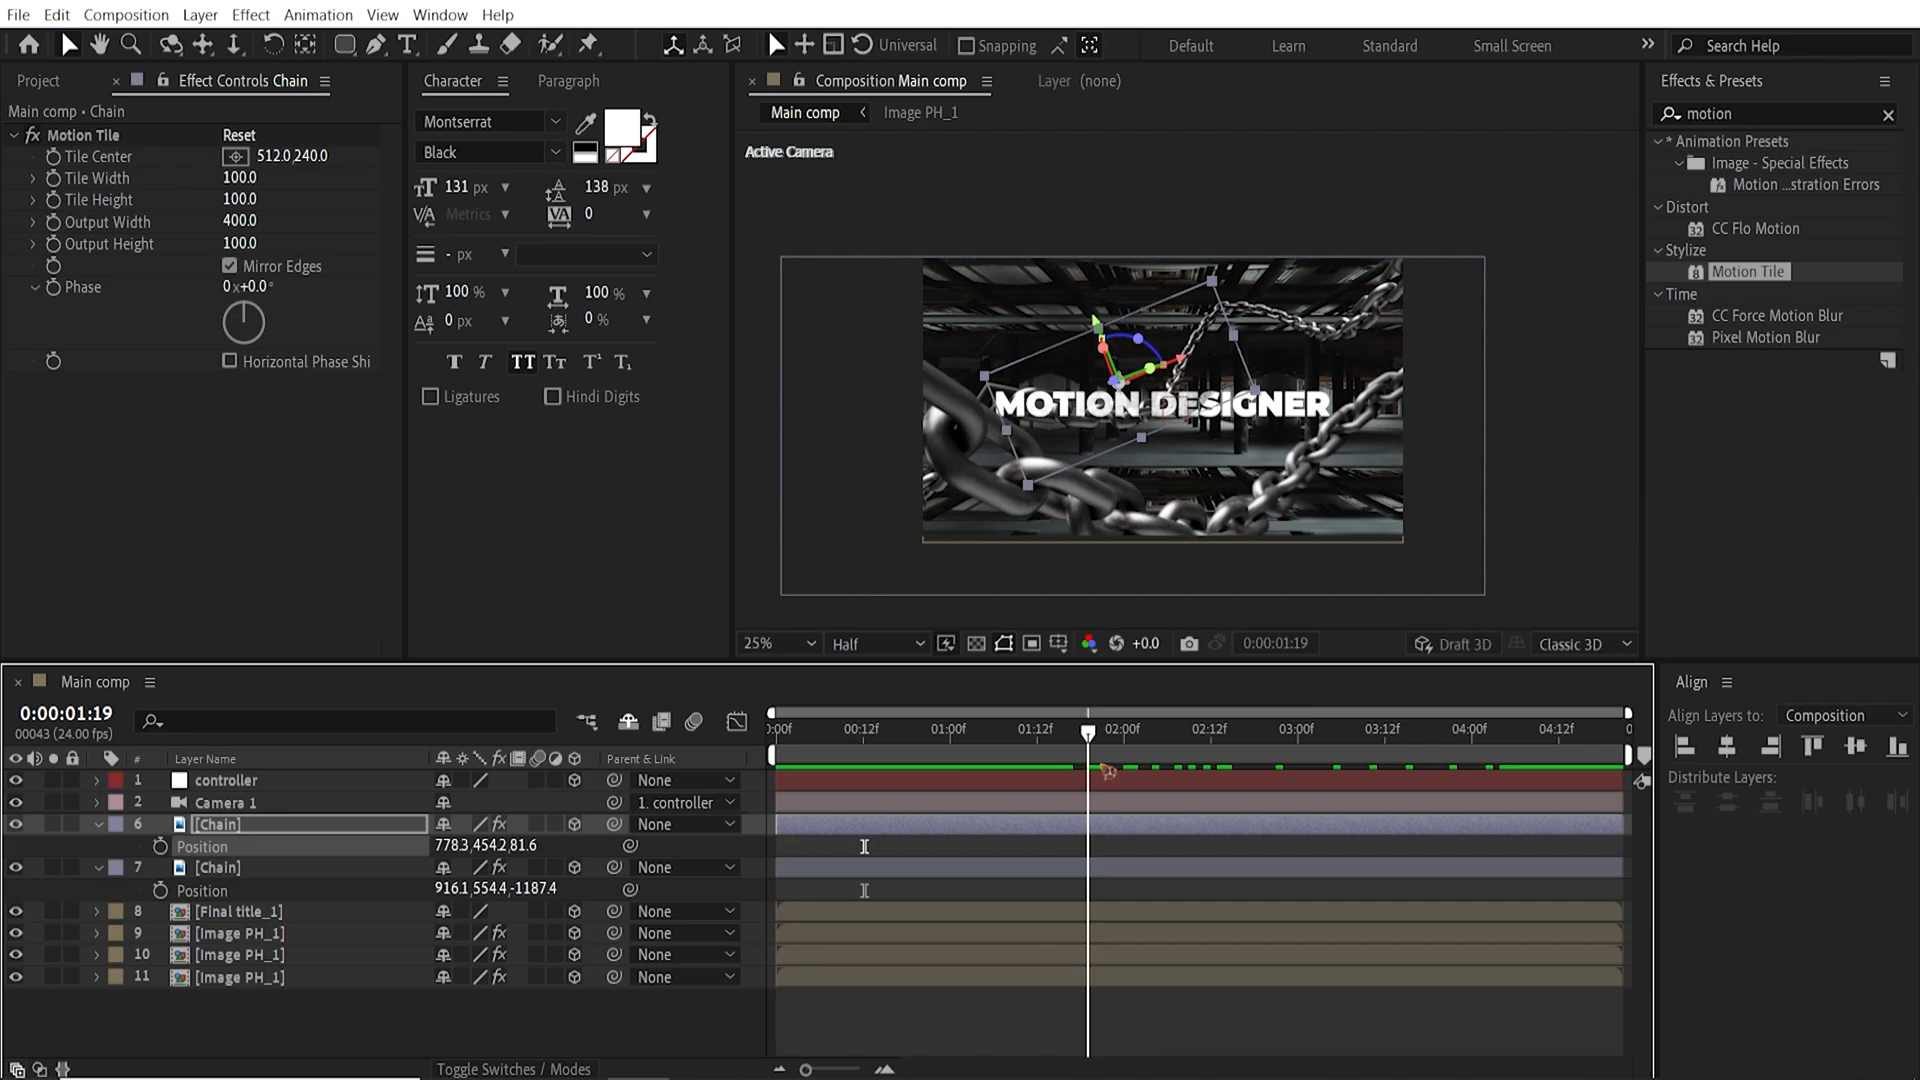 File Edit Composition Layer Effect Animation View Window Help
Universal Snapping Default Learn Standard Small Screen Search Help
Project Effect Controls Chain
Main comp • Chain
fx Motion Tile Reset
Tile Center 512.0,240.0
Tile Width 100.0
Tile Height 100.0
Output Width 400.0
Output Height 100.0
Mirror Edges
Phase 0x+0.0°
Horizontal Phase Shi
Character Paragraph
Montserrat
Black
131 px 138 px
Metrics 0
- px
100 % 100 %
0 px 0 %
Ligatures Hindi Digits
Composition Main comp Layer (none)
Main comp Image PH_1
Active Camera
MOTION DESIGNER
25% Half +0.0 0:00:01:19 Draft 3D Classic 3D
Effects & Presets
motion
* Animation Presets
Image - Special Effects
Motion ...stration Errors
Distort
CC Flo Motion
Stylize
Motion Tile
Time
CC Force Motion Blur
Pixel Motion Blur
Main comp
0:00:01:19
00043 (24.00 fps)
:00f 00:12f 01:00f 01:12f 02:00f 02:12f 03:00f 03:12f 04:00f 04:12f 0
# Layer Name Parent & Link
1 controller None
2 Camera 1 1. controller
6 [Chain] None
Position 778.3,454.2,81.6
7 [Chain] None
Position 916.1,554.4,-1187.4
8 [Final title_1] None
9 [Image PH_1] None
10 [Image PH_1] None
11 [Image PH_1] None
Toggle Switches / Modes
Align
Align Layers to: Composition
Distribute Layers: